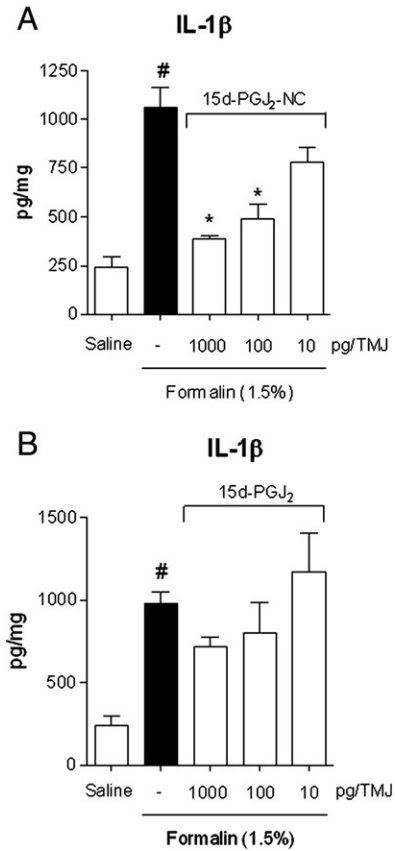 A
IL-1β
#
15d-PGJ₂-NC
1250
1000
750
500
250
0
pg/mg
*
*
Saline - 1000 100 10 pg/TMJ
Formalin (1.5%)
B
IL-1β
15d-PGJ₂
1500
1000
500
0
pg/mg
#
Saline - 1000 100 10 pg/TMJ
Formalin (1.5%)